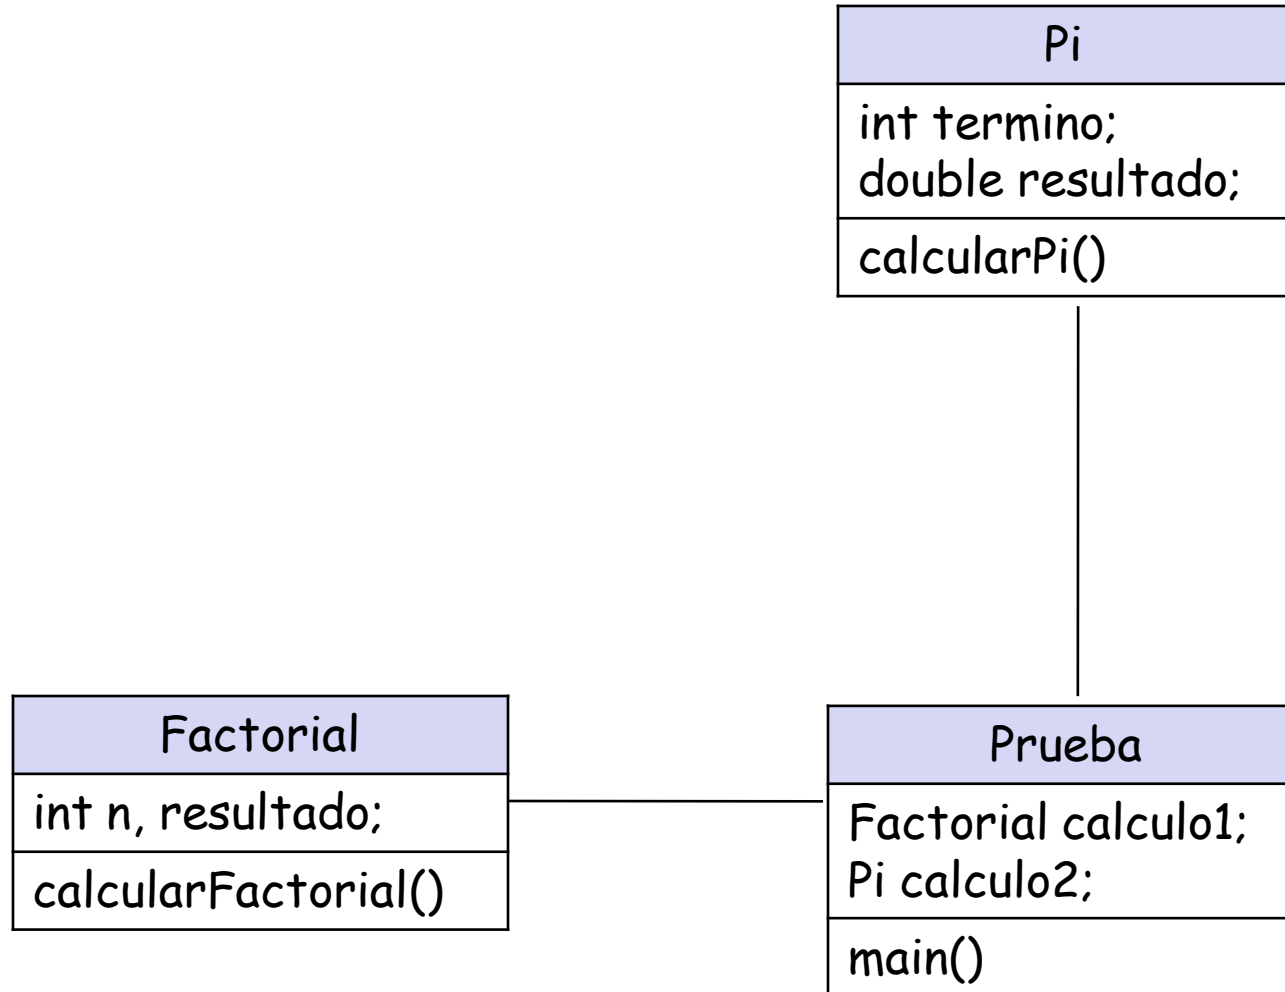 Pi
int termino;
double resultado;
calcularPi()
Factorial
int n, resultado;
calcularFactorial()
Prueba
Factorial calculo1;
Pi calculo2;
main()